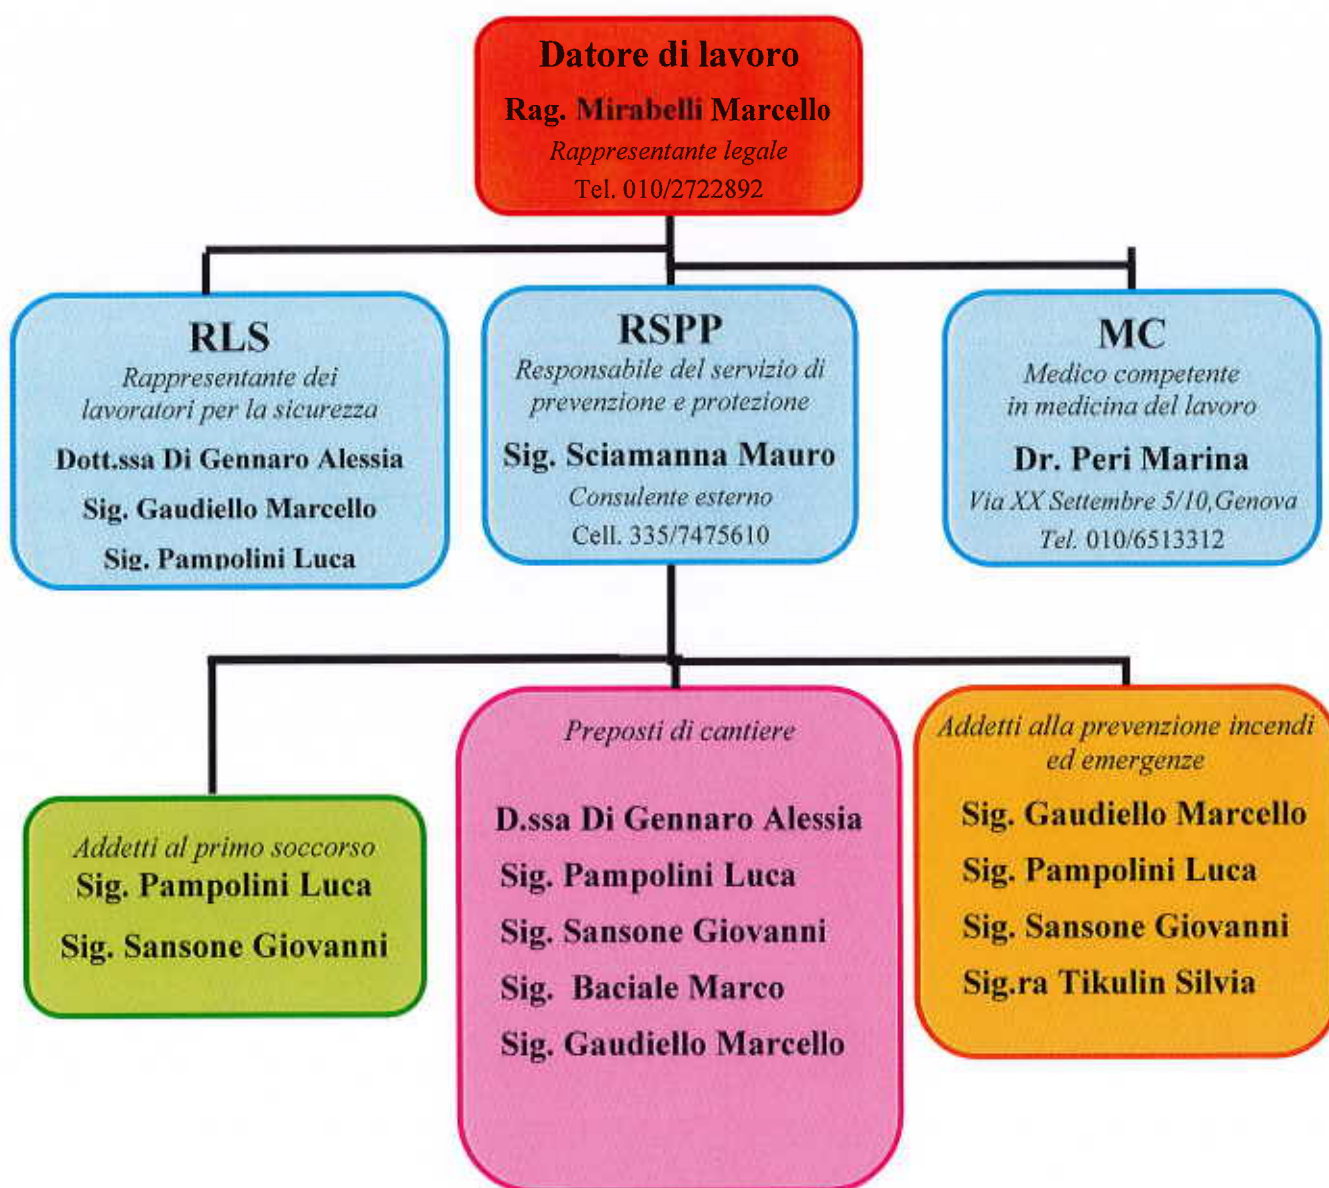 Datore di lavoro
Rag. Mirabelli Marcello
Rappresentante legale
Tel. 010/2722892
RLS
Rappresentante dei
lavoratori per la sicurezza
Dott.ssa Di Gennaro Alessia
Sig. Gaudiello Marcello
Sig. Pampolini Luca
RSPP
Responsabile del servizio di
prevenzione e protezione
Sig. Sciamanna Mauro
Consulente esterno
Cell. 335/7475610
MC
Medico competente
in medicina del lavoro
Dr. Peri Marina
Via XX Settembre 5/10,Genova
Tel. 010/6513312
Addetti al primo soccorso
Sig. Pampolini Luca
Sig. Sansone Giovanni
Preposti di cantiere
D.ssa Di Gennaro Alessia
Sig. Pampolini Luca
Sig. Sansone Giovanni
Sig. Baciale Marco
Sig. Gaudiello Marcello
Addetti alla prevenzione incendi
ed emergenze
Sig. Gaudiello Marcello
Sig. Pampolini Luca
Sig. Sansone Giovanni
Sig.ra Tikulin Silvia